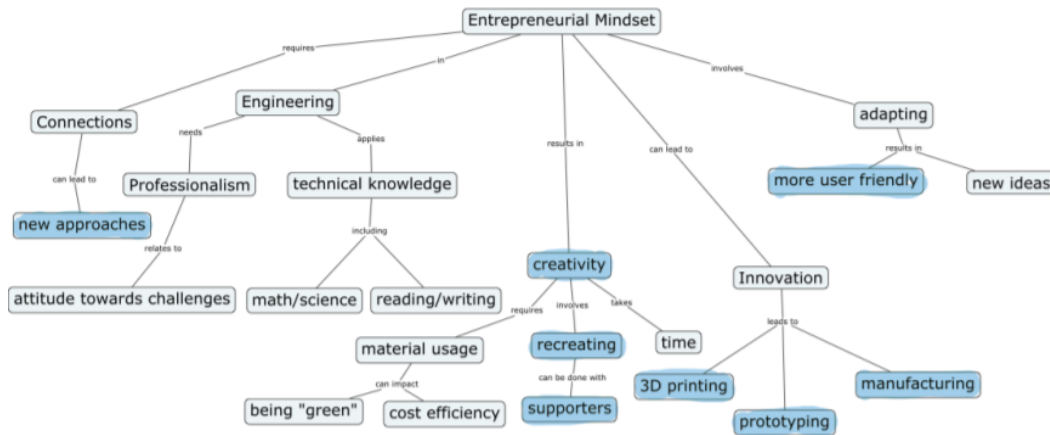 Entrepreneurial Mindset
requires
in
involves
Engineering
Connections
adapting
needs
applies
results in
can lead to
results in
can lead to
Professionalism
technical knowledge
more user friendly
new ideas
new approaches
relates to
including
creativity
Innovation
attitude towards challenges
math/science
reading/writing
requires
involves
takes
leads to
material usage
recreating
time
can impact
can be done with
3D printing
manufacturing
being "green"
cost efficiency
supporters
prototyping